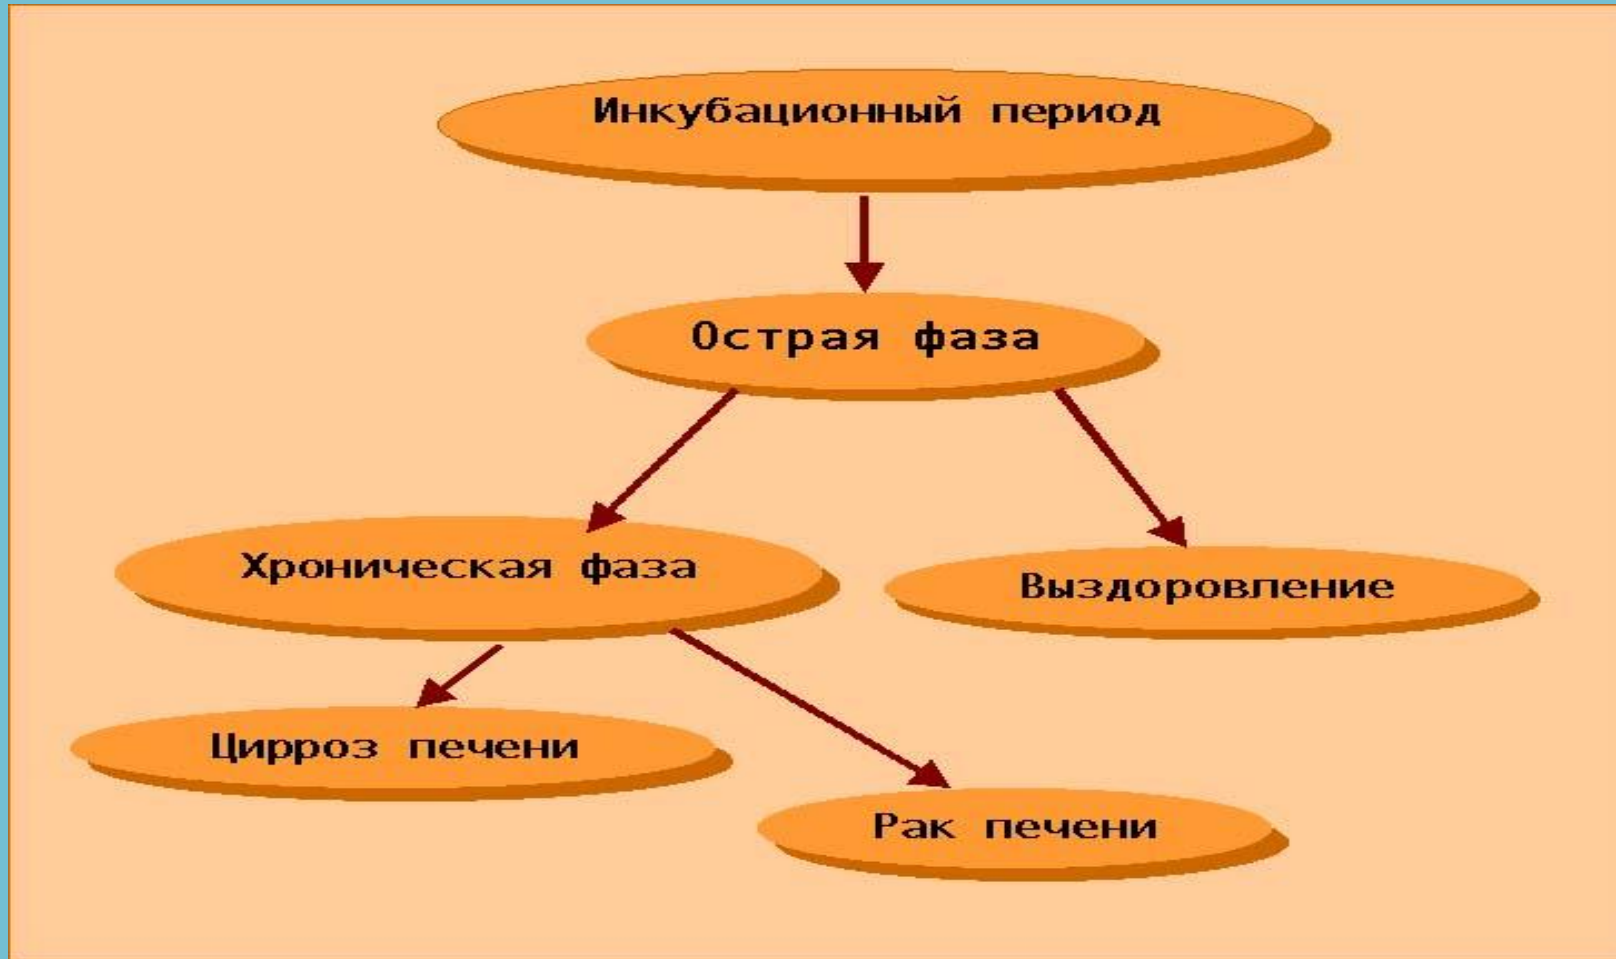 Инкубационный период
Острая фаза
Хроническая фаза
Выздоровление
Цирроз печени
Рак печени